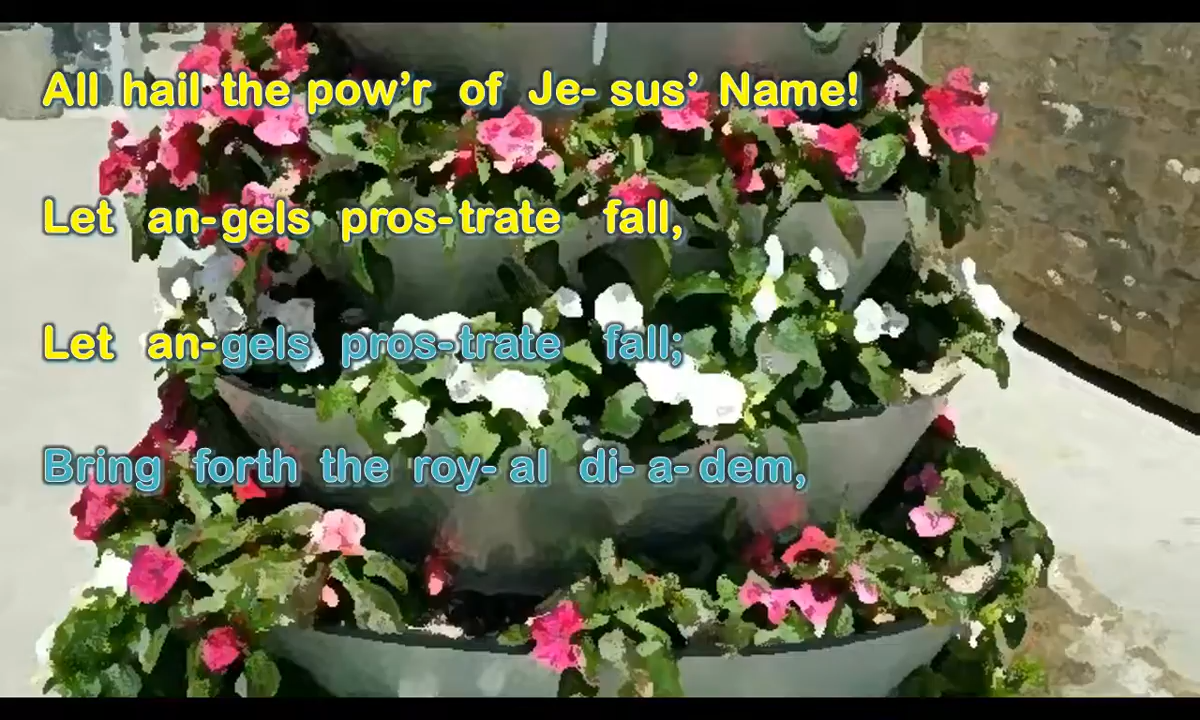 All hail the pow’r of Je- sus’ Name!
Let an- gels pros- trate fall,
Let an- gels pros- trate fall;
Bring forth the roy- al di- a- dem,